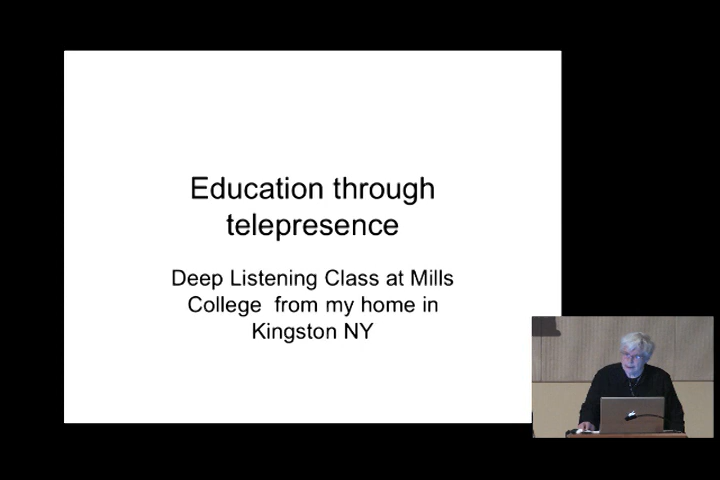 Education through
telepresence
Deep Listening Class at Mills
College from my home in
Kingston NY